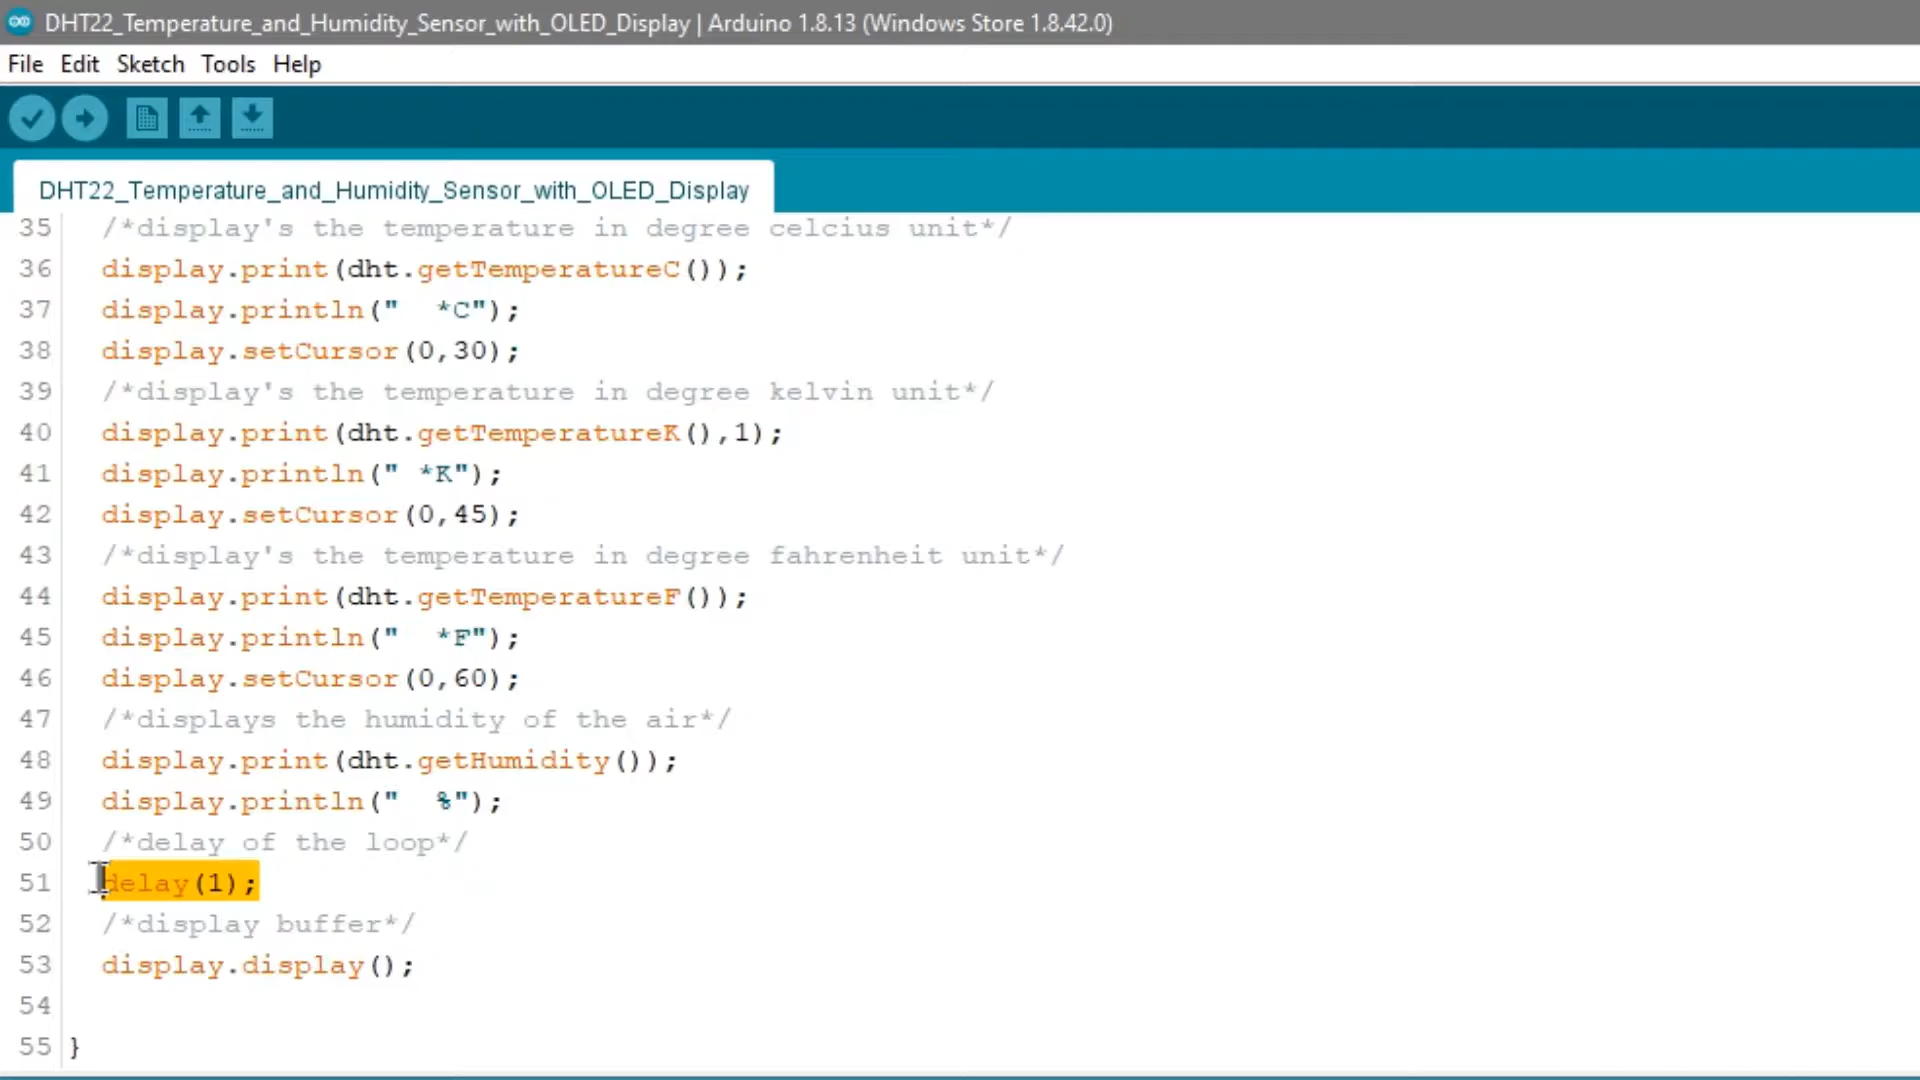 DHT22_Temperature_and_Humidity_Sensor_with_OLED_Display | Arduino 1.8.13 (Windows Store 1.8.42.0)
File Edit Sketch Tools Help
DHT22_Temperature_and_Humidity_Sensor_with_OLED_Display
35 /*display's the temperature in degree celcius unit*/
36 display.print(dht.getTemperatureC());
37 display.println("  *C");
38 display.setCursor(0,30);
39 /*display's the temperature in degree kelvin unit*/
40 display.print(dht.getTemperatureK(),1);
41 display.println(" *K");
42 display.setCursor(0,45);
43 /*display's the temperature in degree fahrenheit unit*/
44 display.print(dht.getTemperatureF());
45 display.println("  *F");
46 display.setCursor(0,60);
47 /*displays the humidity of the air*/
48 display.print(dht.getHumidity());
49 display.println("  %");
50 /*delay of the loop*/
51 delay(1);
52 /*display buffer*/
53 display.display();
54
55 }